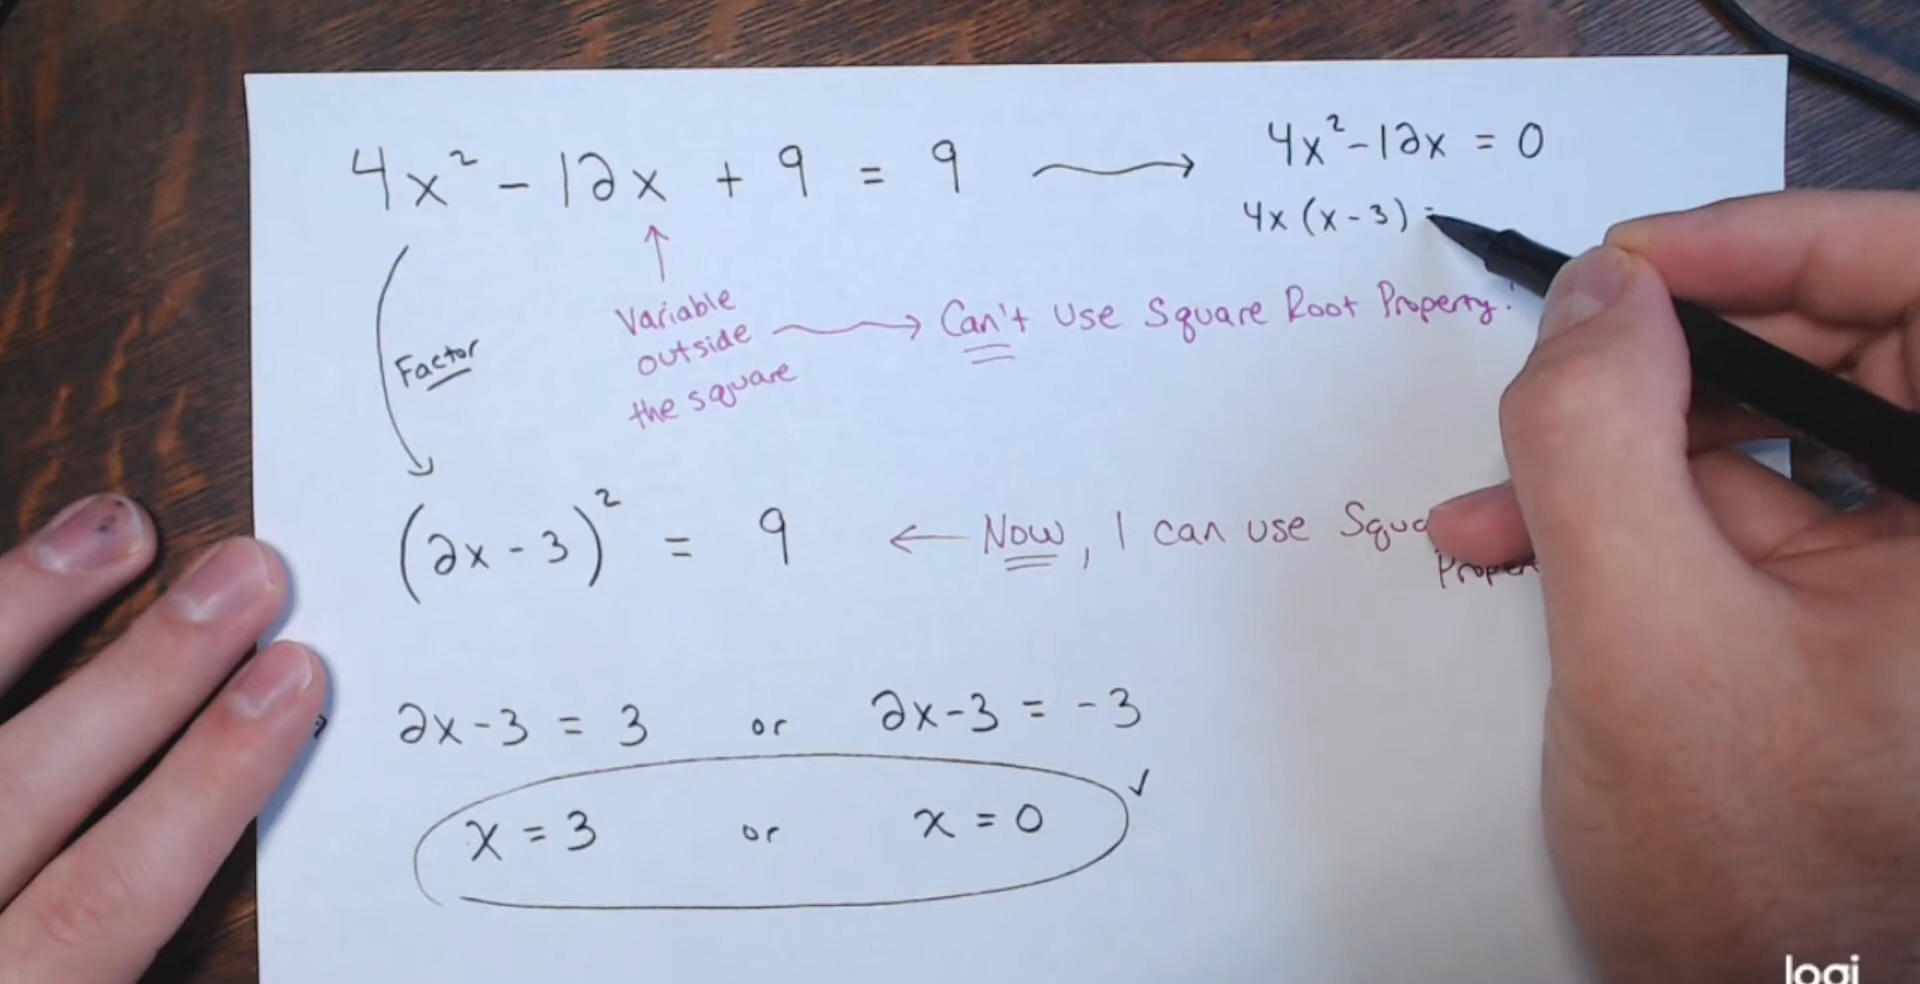 4x² - 12x + 9 = 9
4x² - 12x = 0
4x (x - 3)
Variable
outside
the square
Can't use Square Root Property!
Factor
(2x - 3)² = 9
Now, I can use
2x - 3 = 3 or 2x - 3 = -3
x = 3 or x = 0 ✓
logi